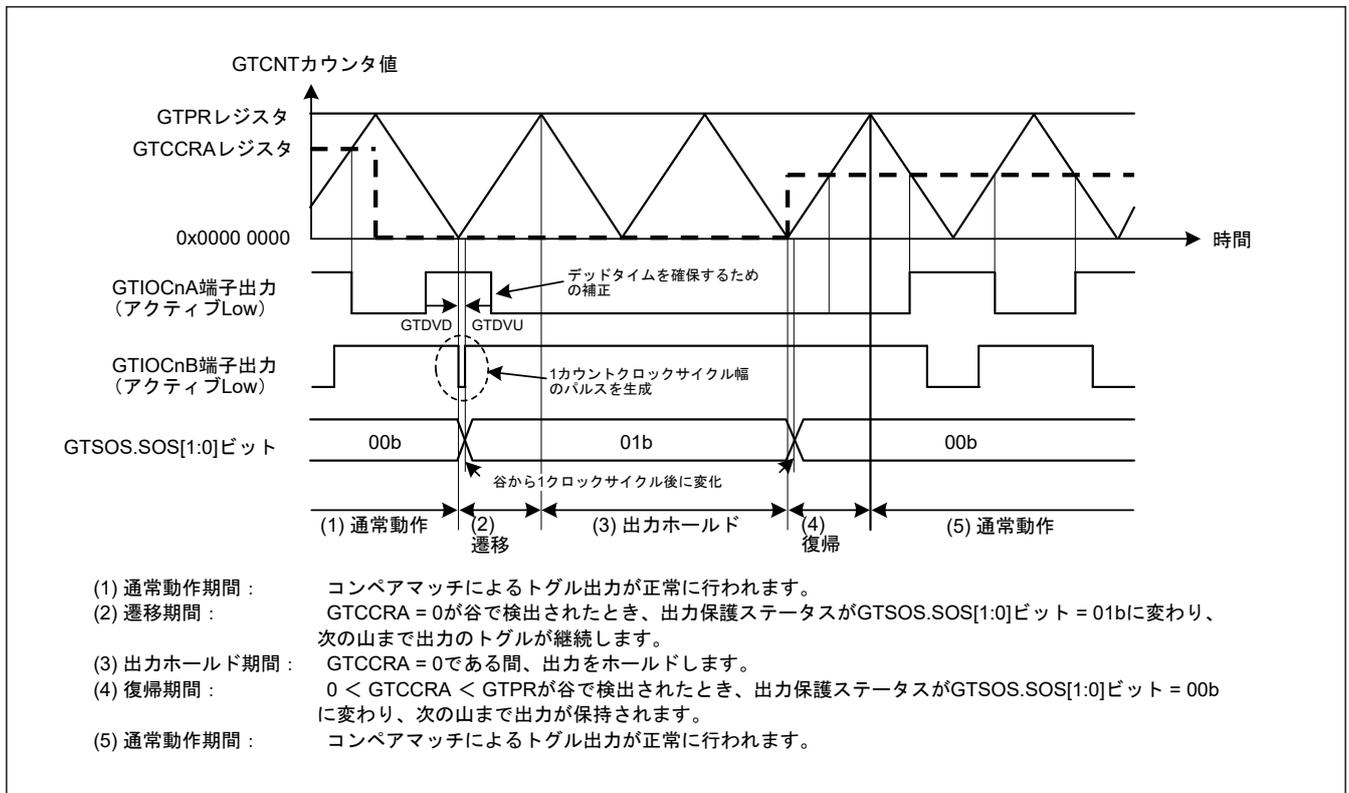 GTCNTカウンタ値
GTPRレジスタ
GTCCRAレジスタ
0x0000 0000
時間
GTIOCnA端子出力
（アクティブLow）
デッドタイムを確保するため
の補正
GTDVD
GTDVU
GTIOCnB端子出力
（アクティブLow）
1カウントクロックサイクル幅
のパルスを生成
GTSOS.SOS[1:0]ビット
00b
01b
00b
谷から1クロックサイクル後に変化
(1) 通常動作
(2)
遷移
(3) 出力ホールド
(4)
復帰
(5) 通常動作
(1) 通常動作期間： コンペアマッチによるトグル出力が正常に行われます。
(2) 遷移期間： GTCCRA = 0が谷で検出されたとき、出力保護ステータスがGTSOS.SOS[1:0]ビット = 01bに変わり、
次の山まで出力のトグルが継続します。
(3) 出力ホールド期間： GTCCRA = 0である間、出力をホールドします。
(4) 復帰期間： 0 ＜ GTCCRA ＜ GTPRが谷で検出されたとき、出力保護ステータスがGTSOS.SOS[1:0]ビット = 00b
に変わり、次の山まで出力が保持されます。
(5) 通常動作期間： コンペアマッチによるトグル出力が正常に行われます。